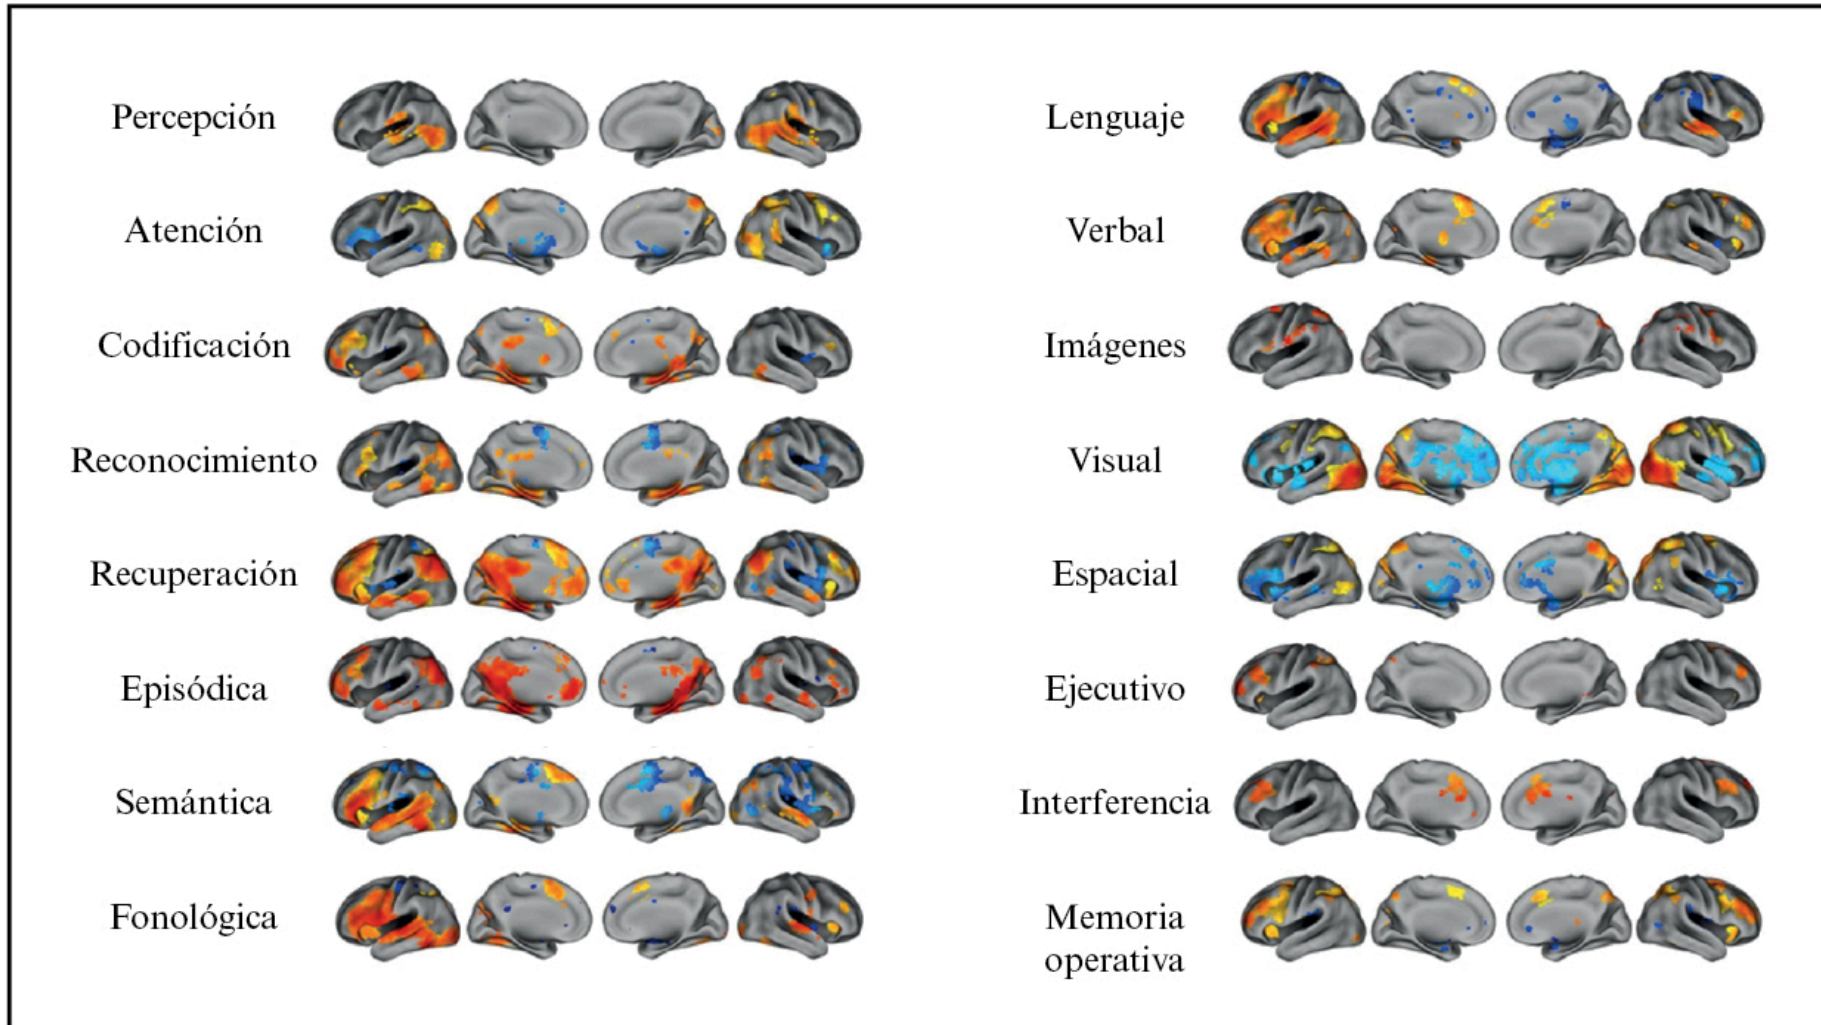 Percepción
Atención
Codificación
Reconocimiento
Recuperación
Episódica
Semántica
Fonológica
Lenguaje
Verbal
Imágenes
Visual
Espacial
Ejecutivo
Interferencia
Memoria
operativa